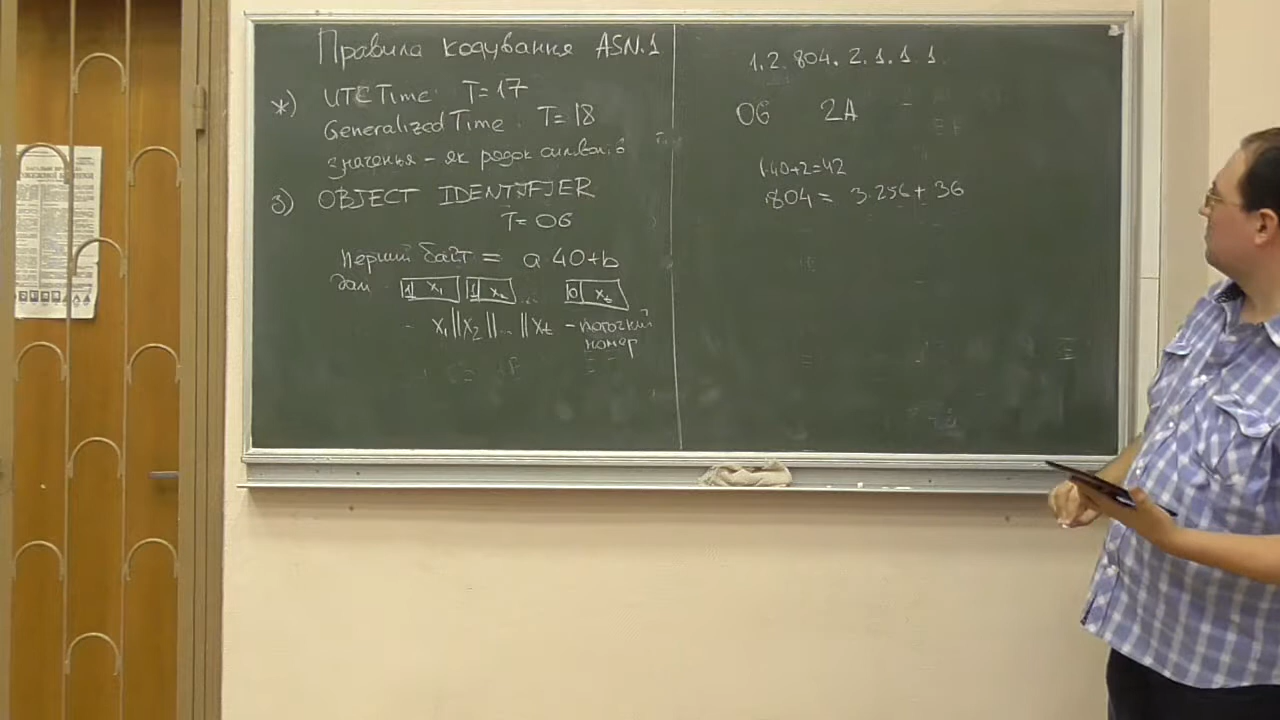 Правила кодування ASN.1
*) UTCTime T=17
GeneralizedTime T=18
значення – як рядок символів
3) OBJECT IDENTIFIER
T=06
перший байт = a·40+b
далі
1 x₁ 1 x₂ ... 0 xₜ
x₁||x₂||...||xₜ – поточний
номер
1.2.804.2.1.1.1
06 2A
1·40+2=42
804 = 3·256+36